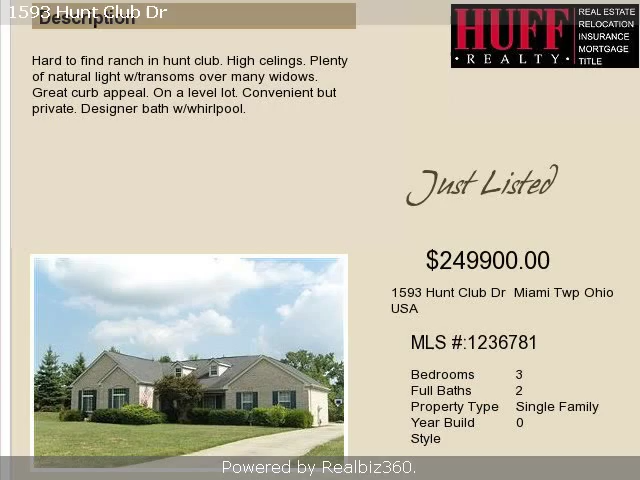 1593 Hunt Club Dr
Description
Hard to find ranch in hunt club. High celings. Plenty
of natural light w/transoms over many widows.
Great curb appeal. On a level lot. Convenient but
private. Designer bath w/whirlpool.
HUFF
REALTY
REAL ESTATE
RELOCATION
INSURANCE
MORTGAGE
TITLE
Just Listed
$249900.00
1593 Hunt Club Dr Miami Twp Ohio
USA
MLS #:1236781
Bedrooms 3
Full Baths 2
Property Type Single Family
Year Build 0
Style
Powered by Realbiz360.